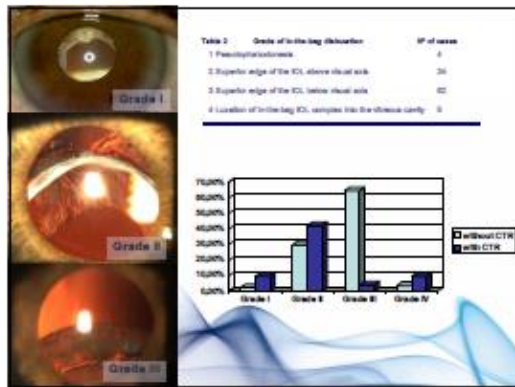 Grade I
Grade II
Grade III
Table 2 Grade of in the bag dislocation Nº of cases
1 Pseudophacodonesis 4
2 Superior edge of the IOL above visual axis
3 Superior edge of the IOL below visual axis
4 Location of in the bag IOL complex into the vitreous cavity
70,00%
60,00%
50,00%
40,00%
30,00%
20,00%
10,00%
0,00%
Grade I Grade II Grade III Grade IV
without CTR
with CTR